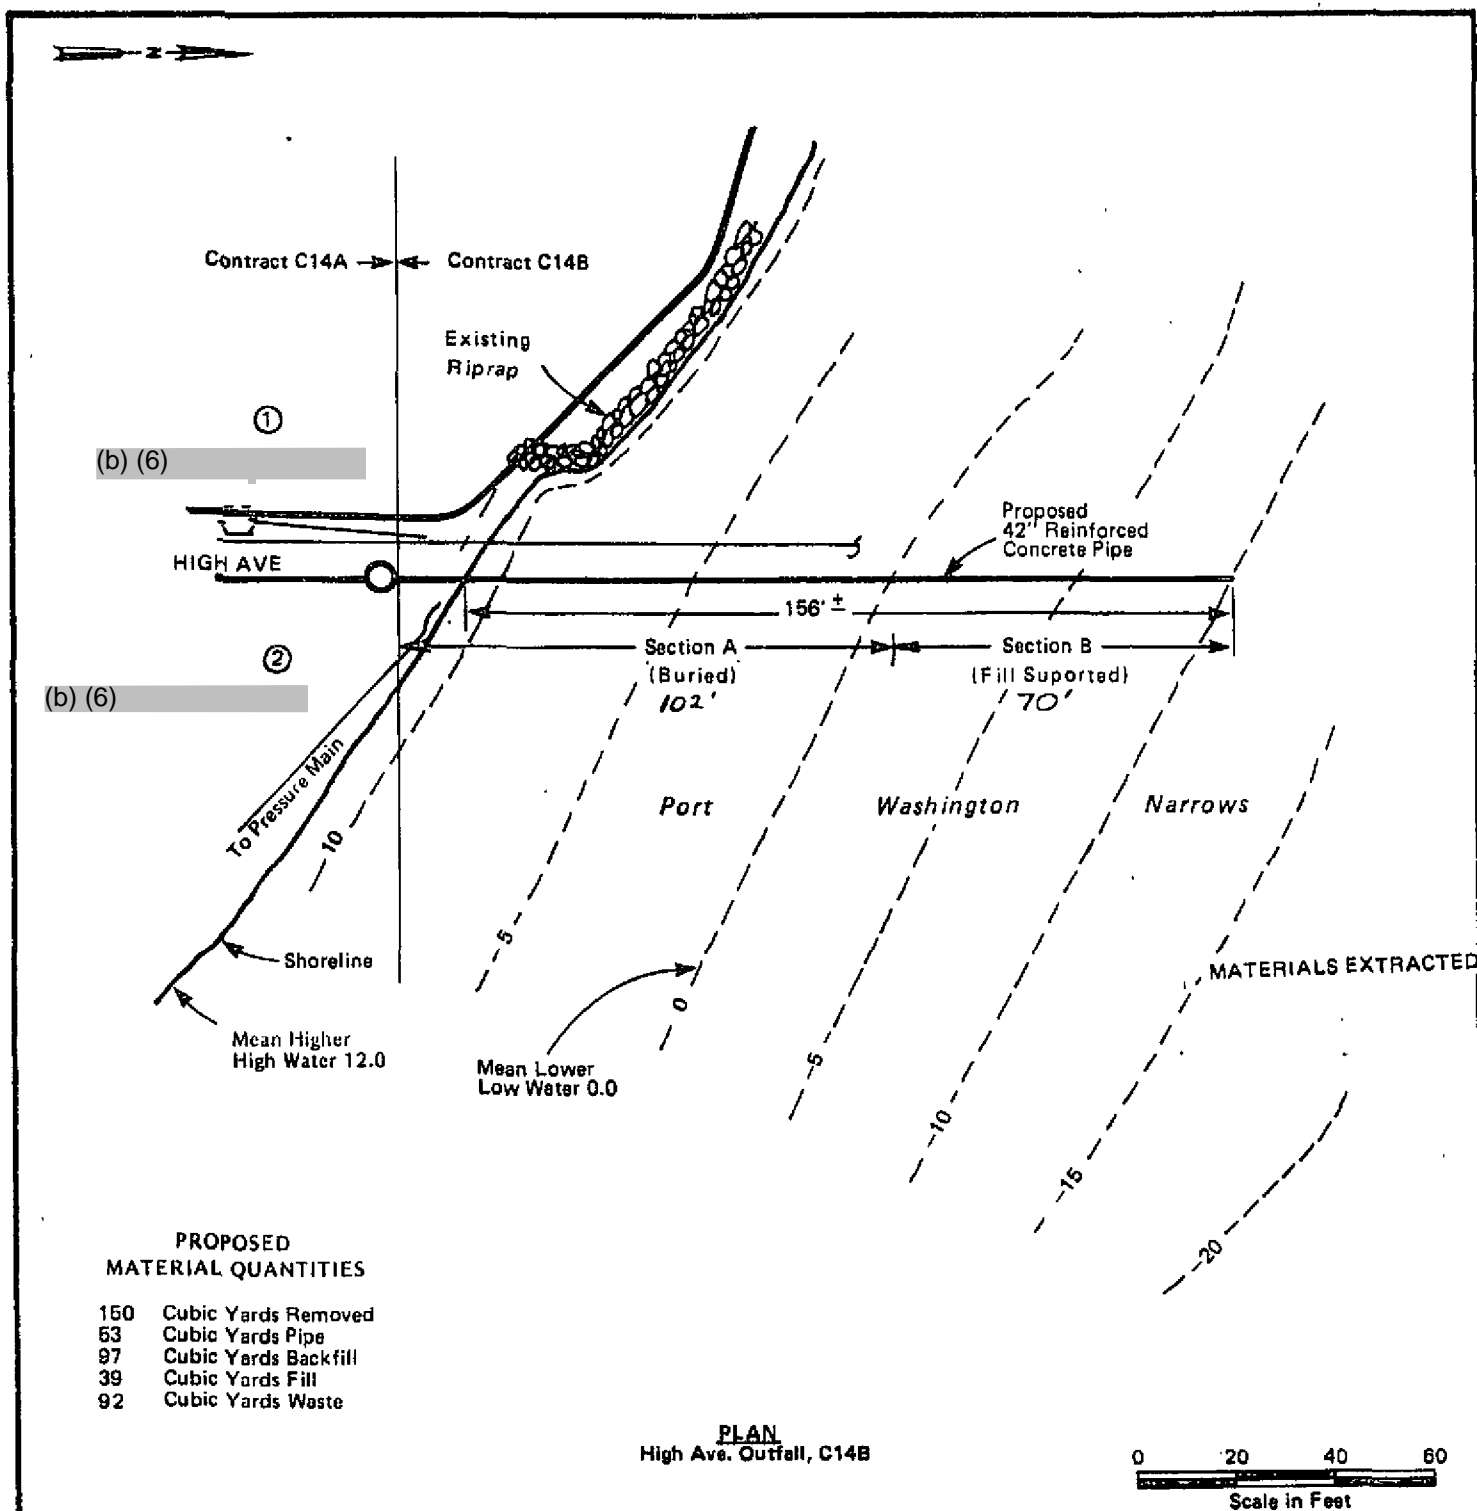 N
Contract C14A
Contract C14B
Existing
Riprap
1
(b) (6)
Proposed
42" Reinforced
Concrete Pipe
HIGH AVE
156' ±
2
Section A
(Buried)
102'
Section B
(Fill Suported)
70'
(b) (6)
To Pressure Main
Port Washington Narrows
10
5
0
-5
-10
-15
-20
Shoreline
MATERIALS EXTRACTED
Mean Higher
High Water 12.0
Mean Lower
Low Water 0.0
PROPOSED
MATERIAL QUANTITIES
150 Cubic Yards Removed
53 Cubic Yards Pipe
97 Cubic Yards Backfill
39 Cubic Yards Fill
92 Cubic Yards Waste
PLAN
High Ave. Outfall, C14B
0 20 40 60
Scale in Feet